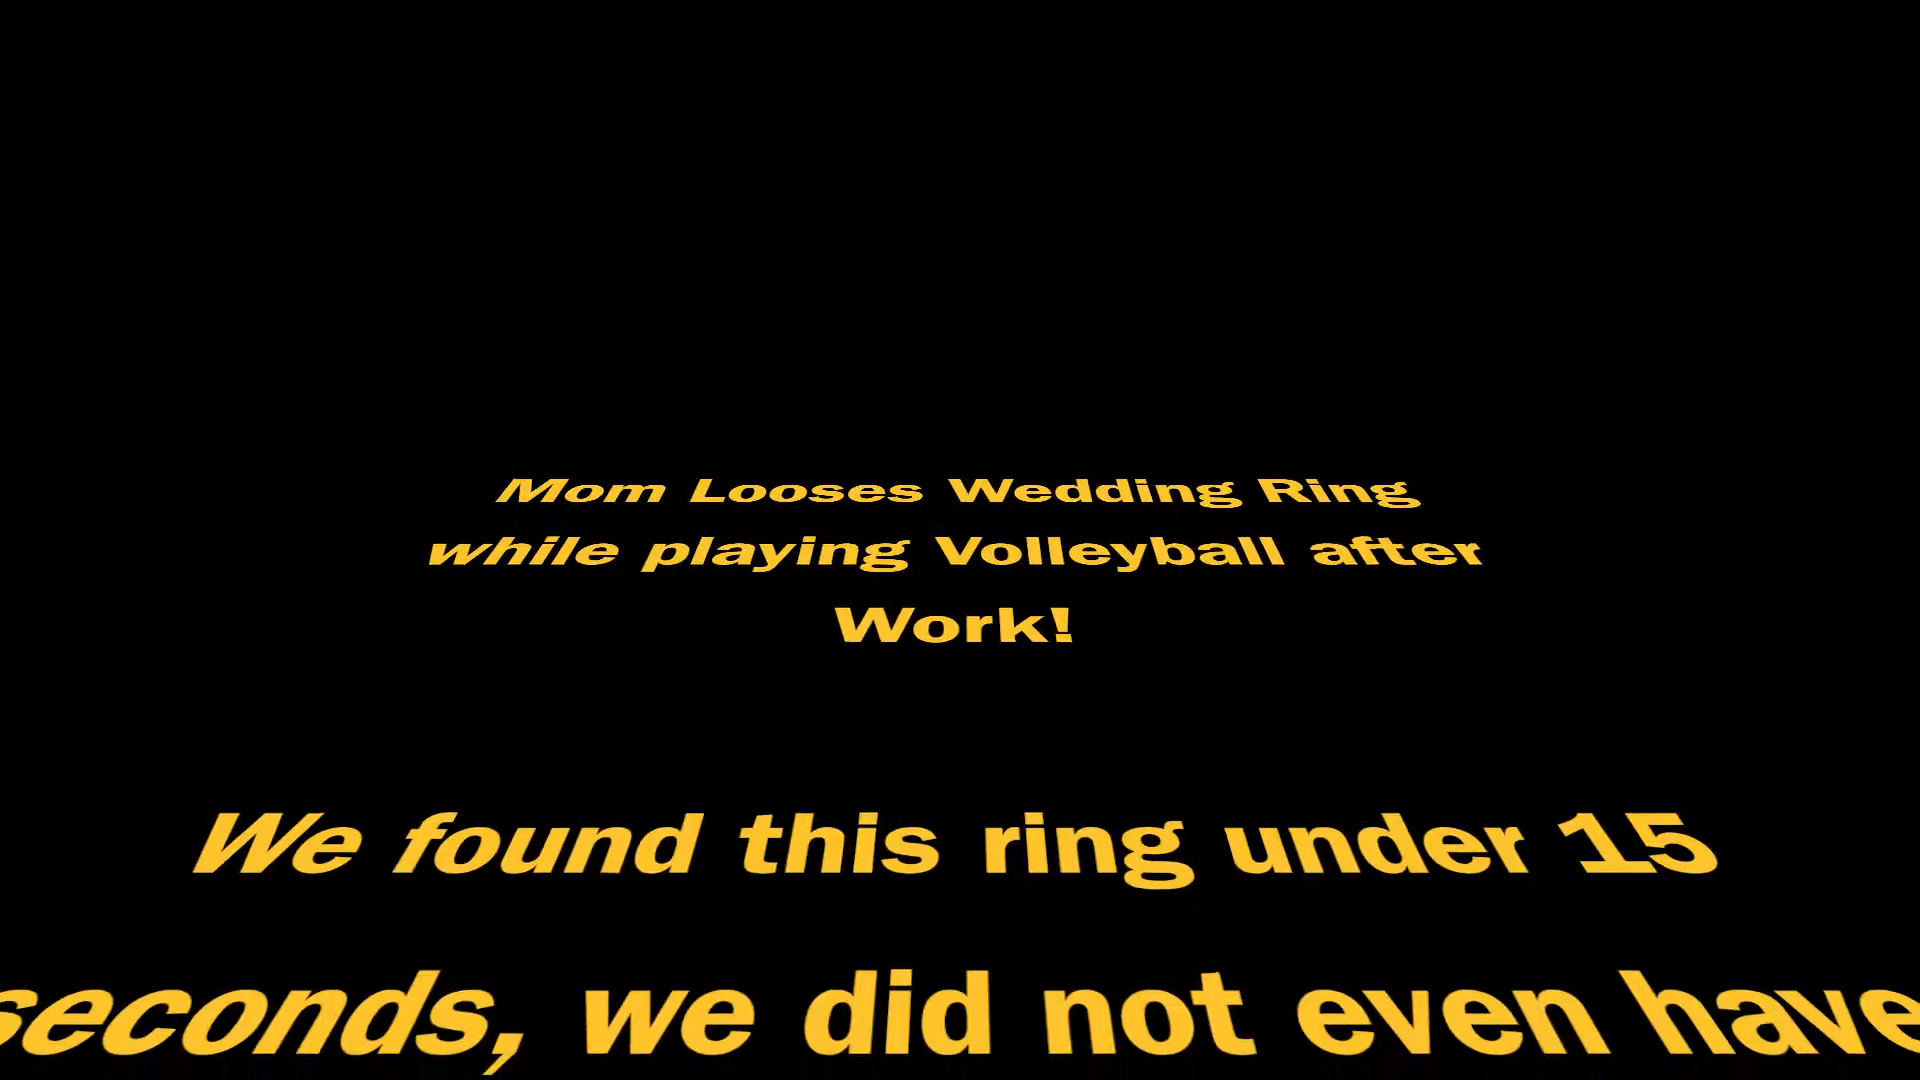 Mom Looses Wedding Ring
while playing Volleyball after
Work!
We found this ring under 15
seconds, we did not even have